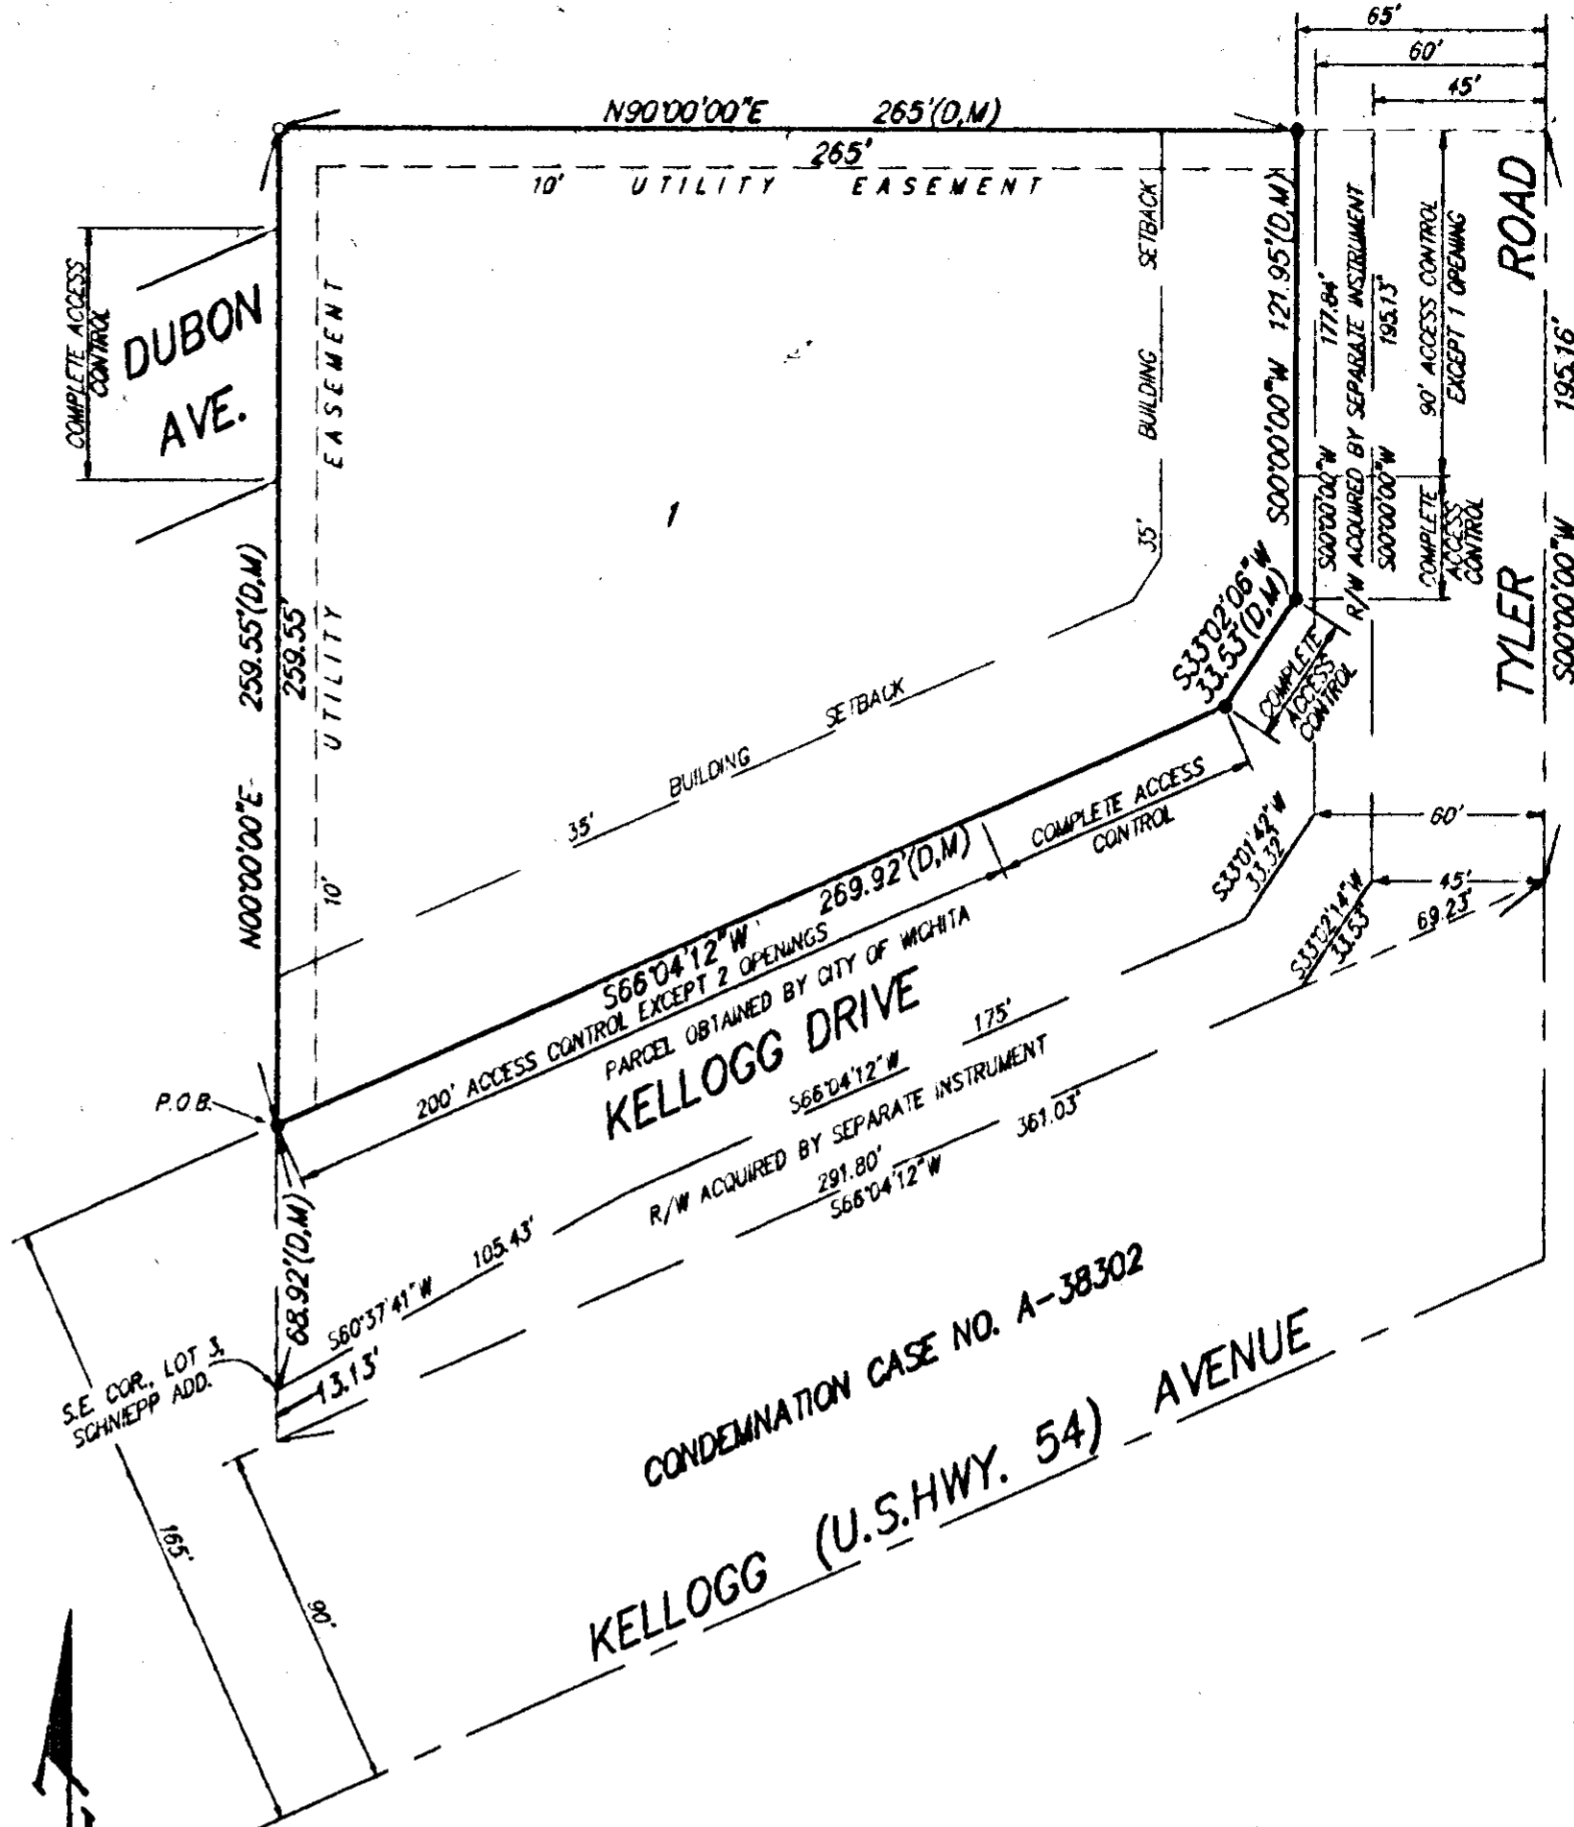 65'
60'
45'
N90°00'00"E 265'(D,M)
265'
10' UTILITY EASEMENT
COMPLETE ACCESS
CONTROL
DUBON
AVE.
UTILITY EASEMENT
10'
N00°00'00"E 259.55'(D,M)
259.55'
1
35' BUILDING SETBACK
35' BUILDING SETBACK
S00°00'00"W 121.95'(D,M)
S00°00'00"W 177.84'
R/W ACQUIRED BY SEPARATE INSTRUMENT
S00°00'00"W 195.13'
90' ACCESS CONTROL
EXCEPT 1 OPENING
COMPLETE
ACCESS
CONTROL
TYLER ROAD
S00°00'00"W 195.16'
S33°02'06"W
33.53'(D,M)
COMPLETE
ACCESS
CONTROL
COMPLETE ACCESS
CONTROL
S66°04'12"W 269.92'(D,M)
200' ACCESS CONTROL EXCEPT 2 OPENINGS
PARCEL OBTAINED BY CITY OF WICHITA
KELLOGG DRIVE
S33°01'42"W
33.32'
60'
S33°02'14"W
33.53'
45'
69.23'
S66°04'12"W 175'
R/W ACQUIRED BY SEPARATE INSTRUMENT
291.80' 361.03'
S66°04'12"W
P.O.B.
68.92'(D,M)
S60°37'41"W 105.43'
13.13'
S.E. COR., LOT 3,
SCHNIEPP ADD.
165'
90'
CONDEMNATION CASE NO. A-38302
KELLOGG (U.S.HWY. 54) AVENUE